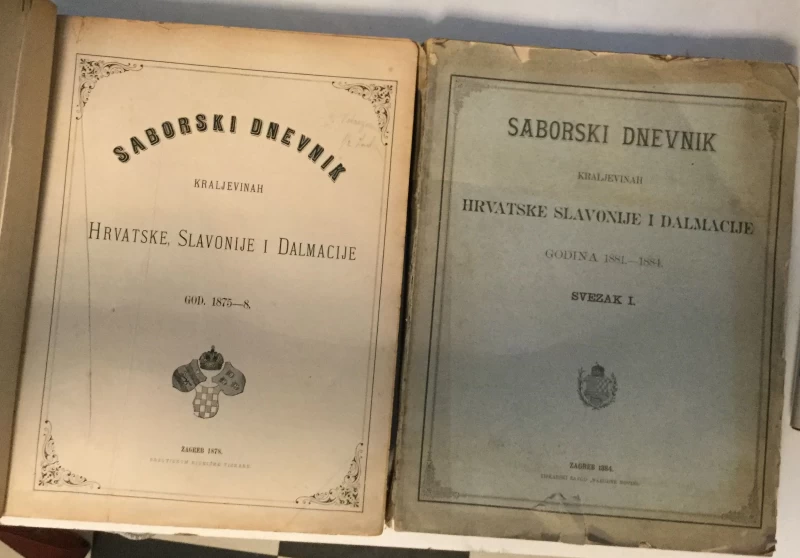 SABORSKI DNEVNIK
KRALJEVINAH
HRVATSKE, SLAVONIJE I DALMACIJE
GOD. 1875—8.
ZAGREB 1878.
SABORSKI DNEVNIK
KRALJEVINAH
HRVATSKE SLAVONIJE I DALMACIJE
GODINA 1881.—1884.
SVEZAK I.
ZAGREB 1884.